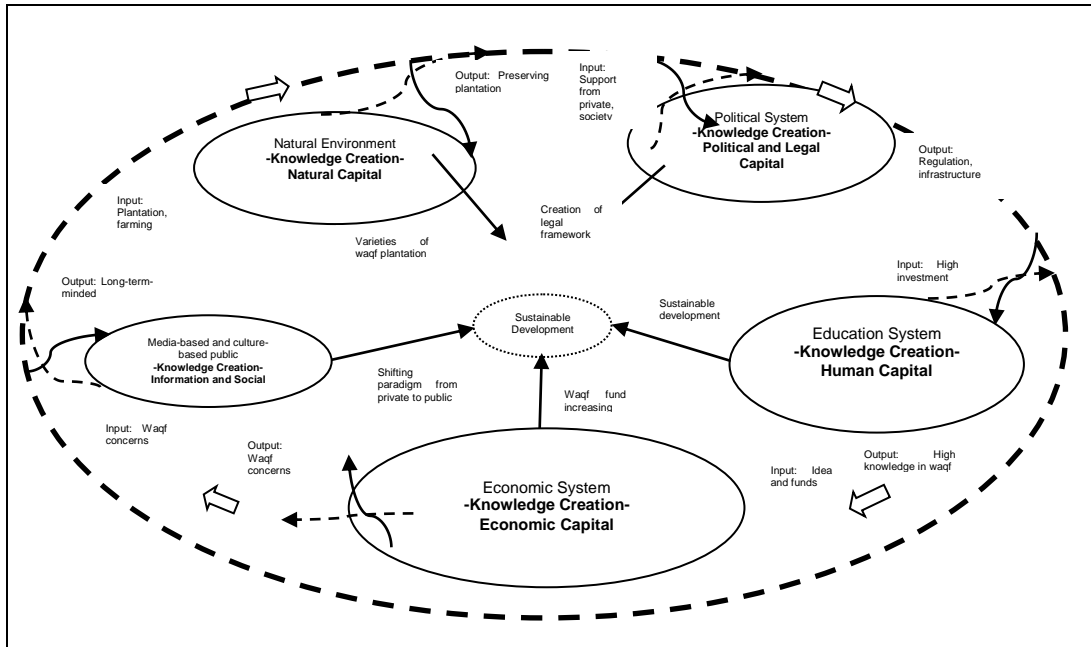 Output: Preserving
plantation
Input:
Support
from
private,
society
Natural Environment
-Knowledge Creation-
Natural Capital
Political System
-Knowledge Creation-
Political and Legal
Capital
Output:
Regulation,
infrastructure
Input:
Plantation,
farming
Varieties of
waqf plantation
Creation of
legal
framework
Input: High
investment
Output: Long-term-
minded
Sustainable
Development
Sustainable
development
Media-based and culture-
based public
-Knowledge Creation-
Information and Social
Education System
-Knowledge Creation-
Human Capital
Shifting
paradigm from
private to public
Waqf fund
increasing
Input: Waqf
concerns
Output:
Waqf
concerns
Input: Idea
and funds
Output: High
knowledge in waqf
Economic System
-Knowledge Creation-
Economic Capital